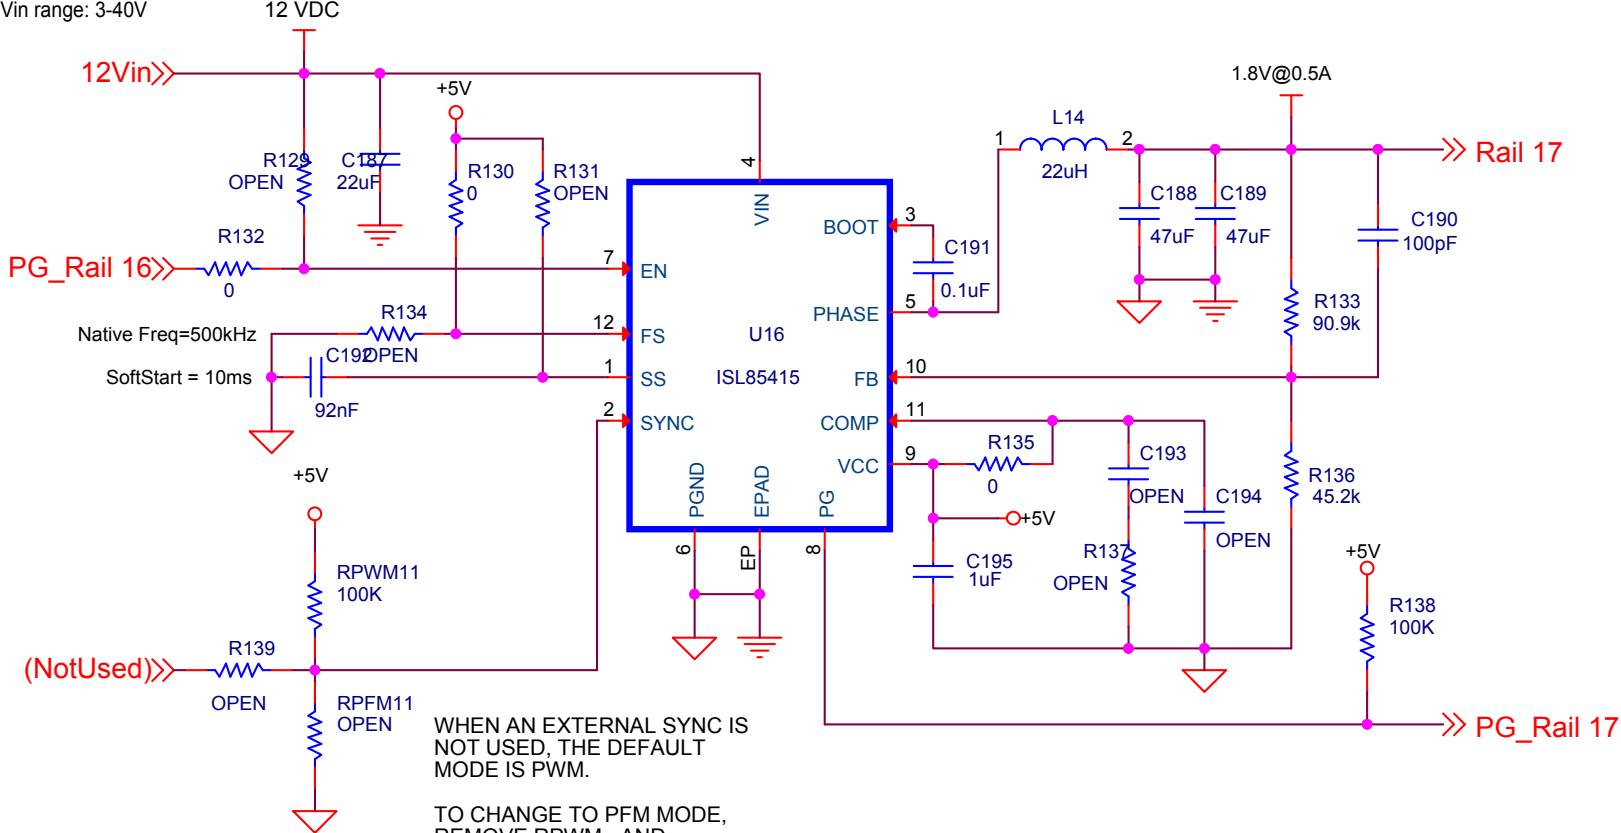 Vin range: 3-40V
12 VDC
12Vin
+5V
1.8V@0.5A
L14
1
2
22uH
Rail 17
R129
OPEN
C187
22uF
R130
0
R131
OPEN
4
VIN
BOOT
3
C191
0.1uF
C188
47uF
C189
47uF
C190
100pF
R132
0
PG_Rail 16
7
EN
PHASE
5
R133
90.9k
Native Freq=500kHz
R134
OPEN
12
FS
U16
ISL85415
SoftStart = 10ms
C192
92nF
1
SS
FB
10
2
SYNC
COMP
11
VCC
9
R135
0
C193
OPEN
C194
OPEN
R136
45.2k
+5V
PGND
EPAD
PG
6
EP
8
+5V
C195
1uF
R137
OPEN
+5V
R138
100K
RPWM11
100K
(NotUsed)
R139
OPEN
RPFM11
OPEN
PG_Rail 17
WHEN AN EXTERNAL SYNC IS
NOT USED, THE DEFAULT
MODE IS PWM.
TO CHANGE TO PFM MODE,
REMOVE RPWM AND